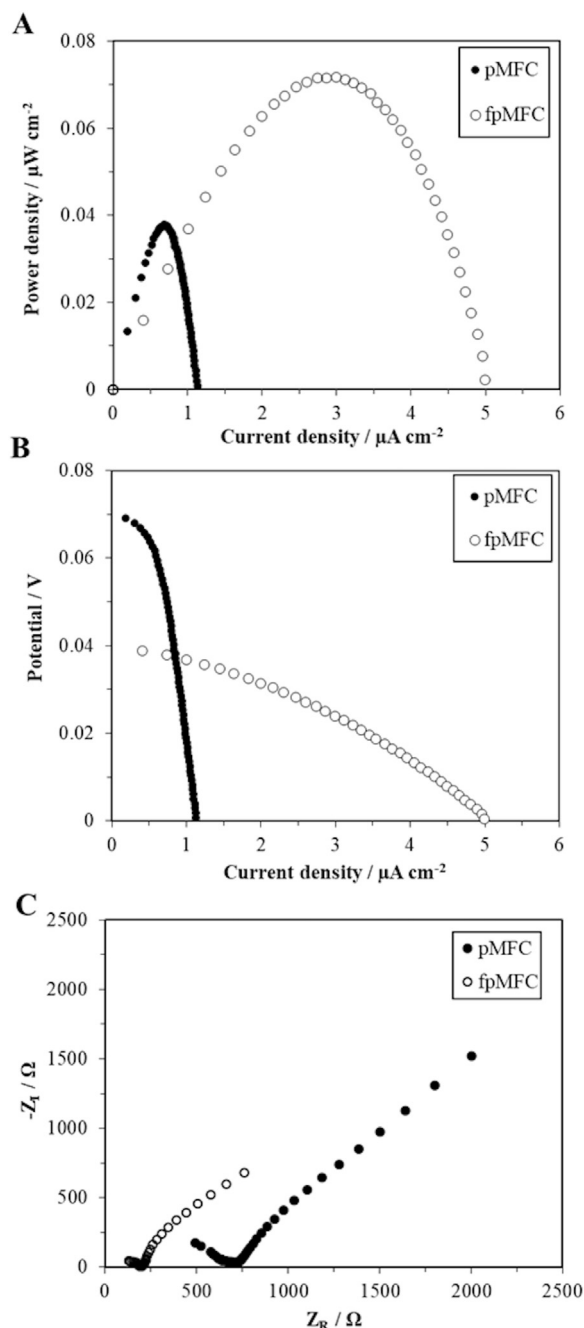 A
Power density / µW cm-2
0.08
0.06
0.04
0.02
0
pMFC
fpMFC
0 1 2 3 4 5 6
Current density / µA cm-2
B
Potential / V
0.08
0.06
0.04
0.02
0
pMFC
fpMFC
0 1 2 3 4 5 6
Current density / µA cm-2
C
-ZI / Ω
2500
2000
1500
1000
500
0
pMFC
fpMFC
0 500 1000 1500 2000 2500
ZR / Ω